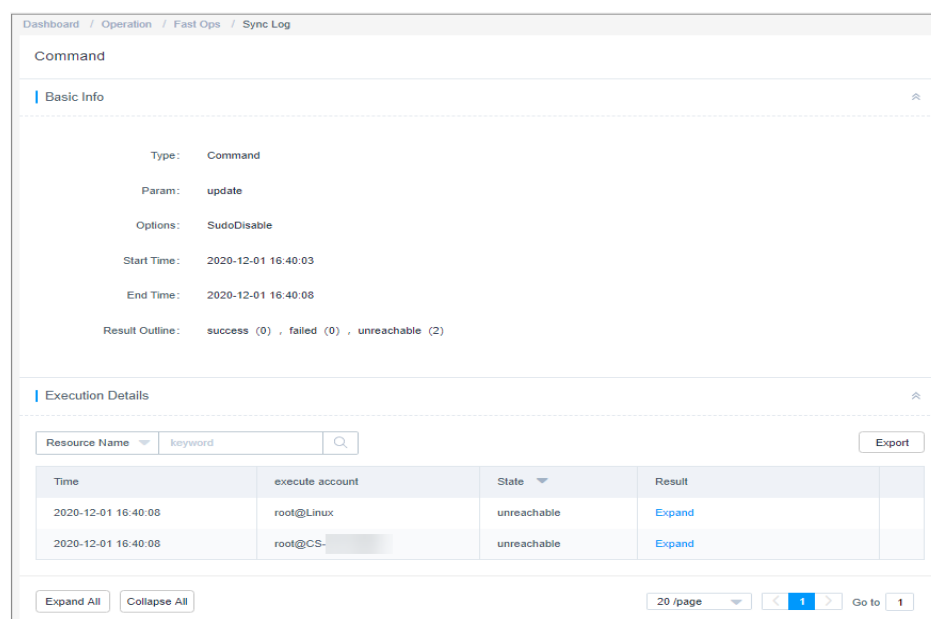 Dashboard / Operation / Fast Ops / Sync Log
Command
Basic Info
Type: Command
Param: update
Options: SudoDisable
Start Time: 2020-12-01 16:40:03
End Time: 2020-12-01 16:40:08
Result Outline: success (0) , failed (0) , unreachable (2)
Execution Details
Resource Name keyword Export
Time execute account State Result
2020-12-01 16:40:08 root@Linux unreachable Expand
2020-12-01 16:40:08 root@CS- unreachable Expand
Expand All Collapse All 20 /page < 1 > Go to 1